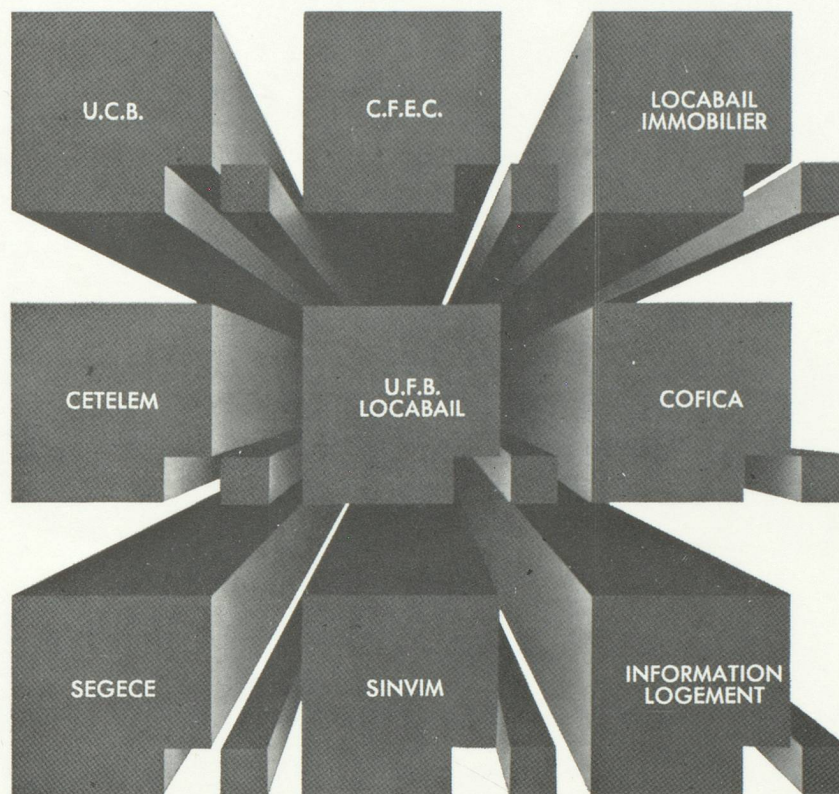 U.C.B.
C.F.E.C.
LOCABAIL
IMMOBILIER
CETELEM
U.F.B.
LOCABAIL
COFICA
SEGECE
SINVIM
INFORMATION
LOGEMENT